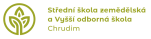 Střední škola zemědělská
a Vyšší odborná škola
Chrudim